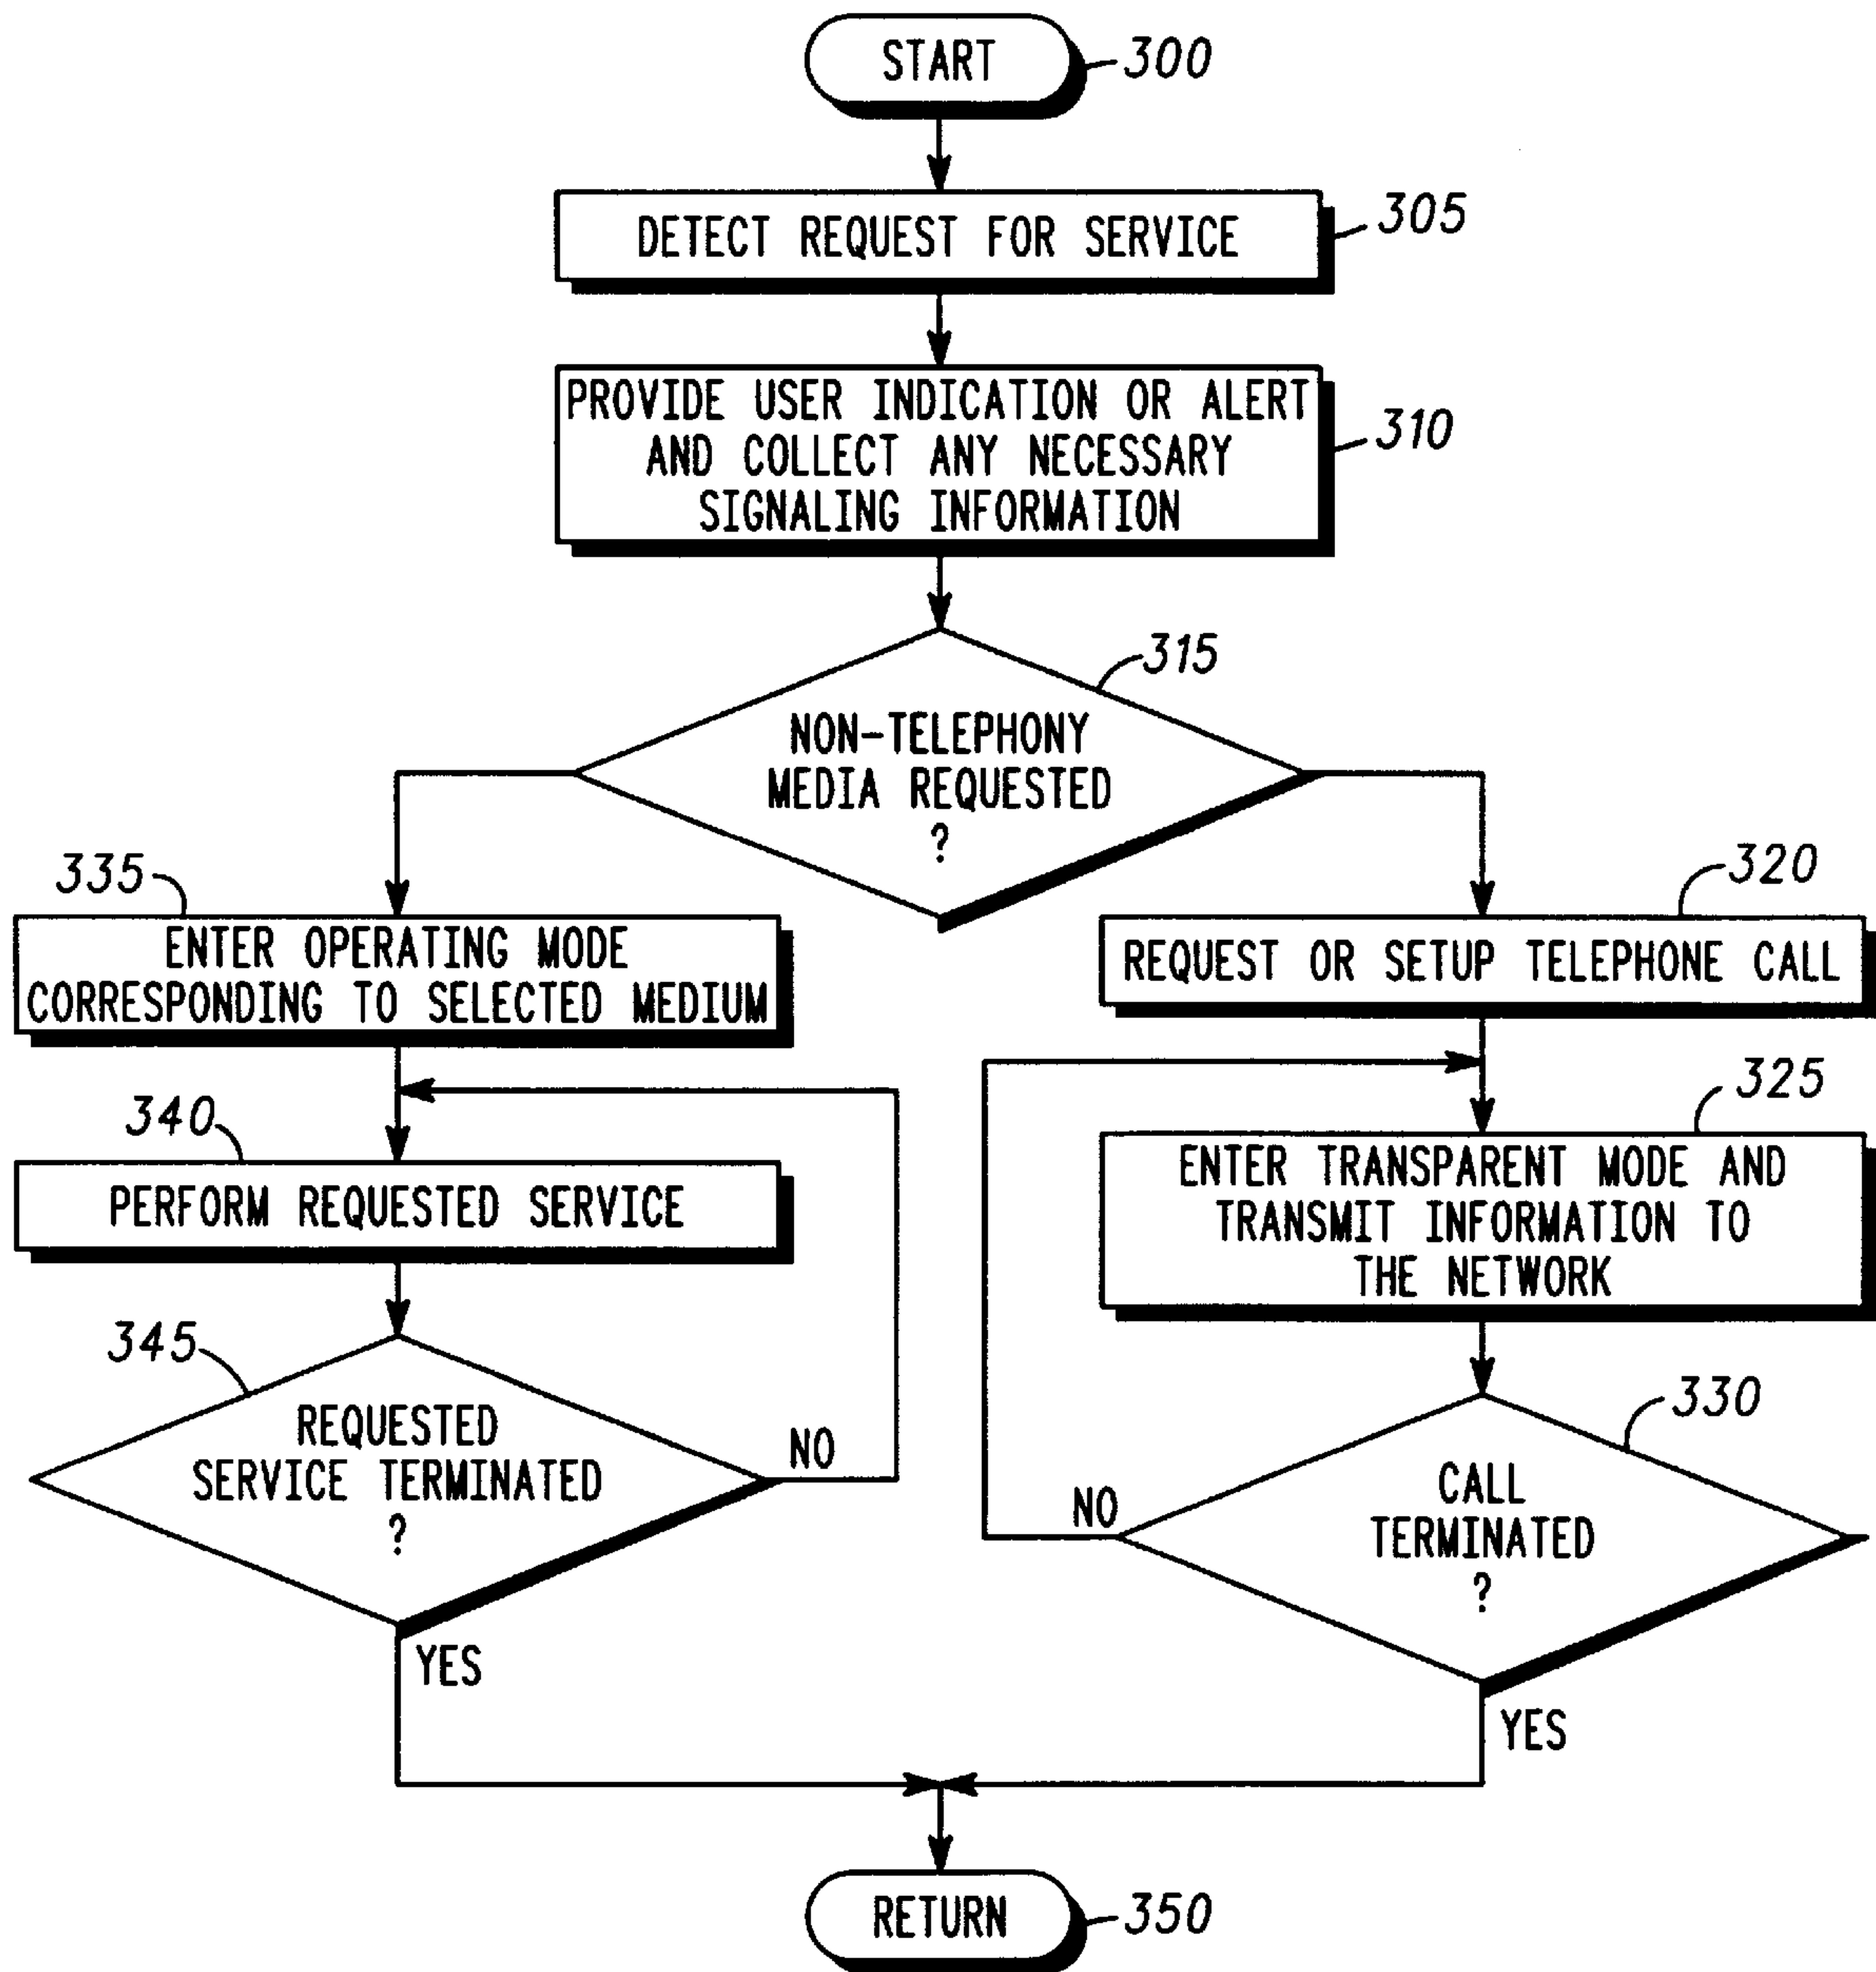 START
300
DETECT REQUEST FOR SERVICE
305
PROVIDE USER INDICATION OR ALERT
AND COLLECT ANY NECESSARY
SIGNALING INFORMATION
310
NON-TELEPHONY
MEDIA REQUESTED
?
315
335
ENTER OPERATING MODE
CORRESPONDING TO SELECTED MEDIUM
320
REQUEST OR SETUP TELEPHONE CALL
340
PERFORM REQUESTED SERVICE
325
ENTER TRANSPARENT MODE AND
TRANSMIT INFORMATION TO
THE NETWORK
345
REQUESTED
SERVICE TERMINATED
?
NO
YES
330
CALL
TERMINATED
?
NO
YES
RETURN
350